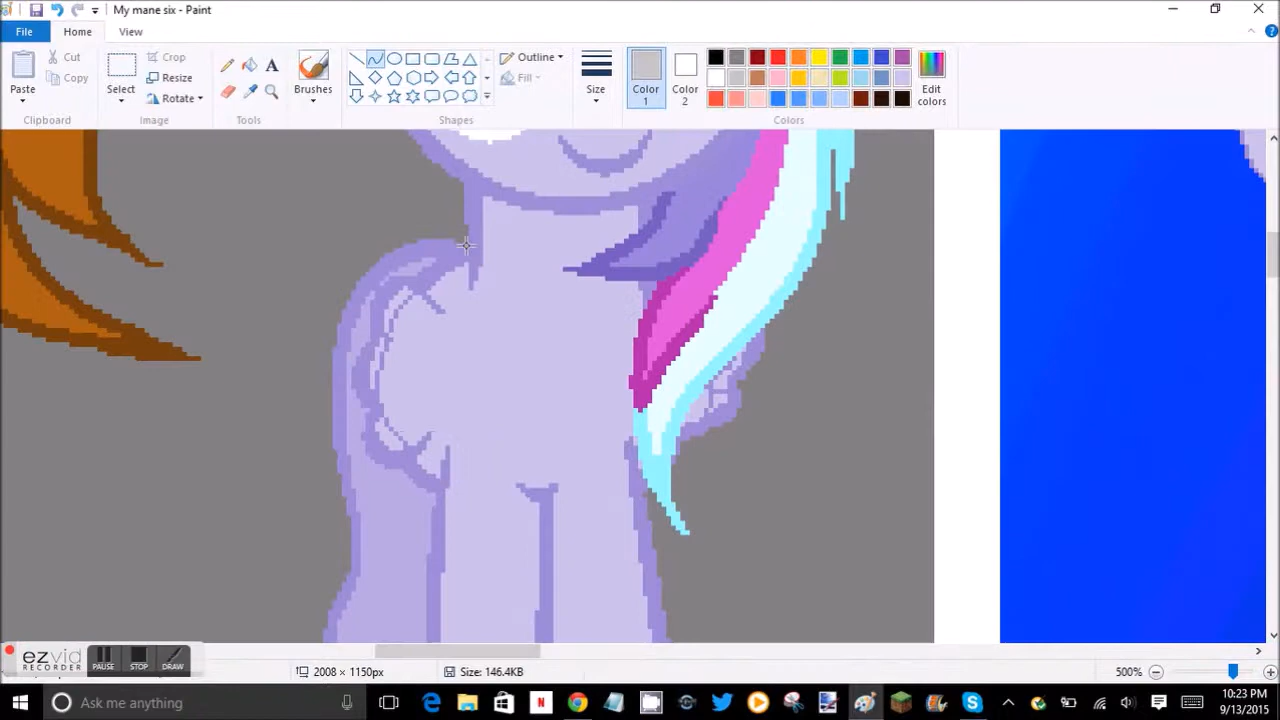 My mane six - Paint
File Home View
Paste Cut Copy
Clipboard
Select Crop Resize Rotate
Image
A
Tools
Brushes
Outline Fill
Shapes
Size
Color 1
Color 2
Edit colors
Colors
ezvid RECORDER PAUSE STOP DRAW
2008 × 1150px Size: 146.4KB 500%
Ask me anything
10:23 PM
9/13/2015